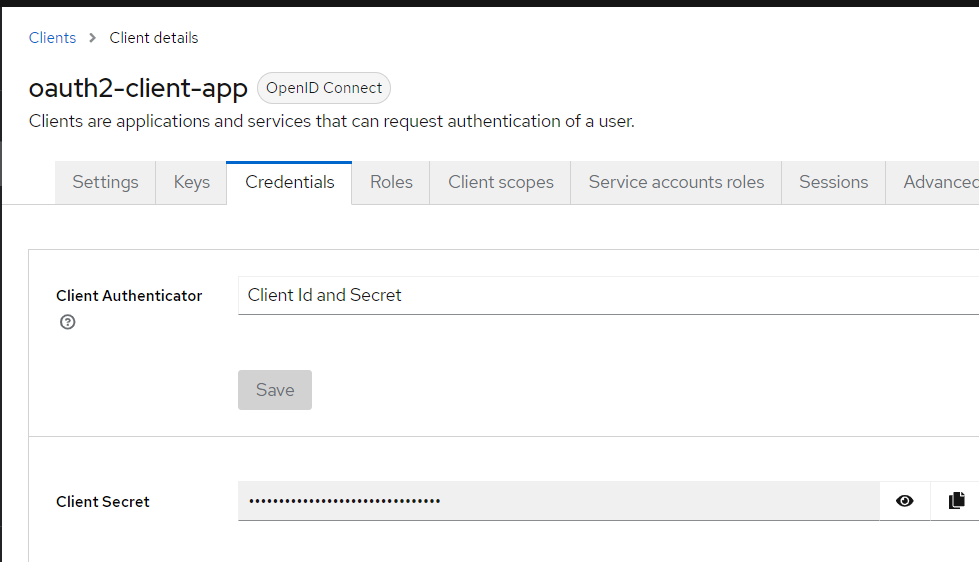 Clients > Client details
oauth2-client-app OpenID Connect
Clients are applications and services that can request authentication of a user.
Settings Keys Credentials Roles Client scopes Service accounts roles Sessions Advanced
Client Authenticator Client Id and Secret
Save
Client Secret ••••••••••••••••••••••••••••••••